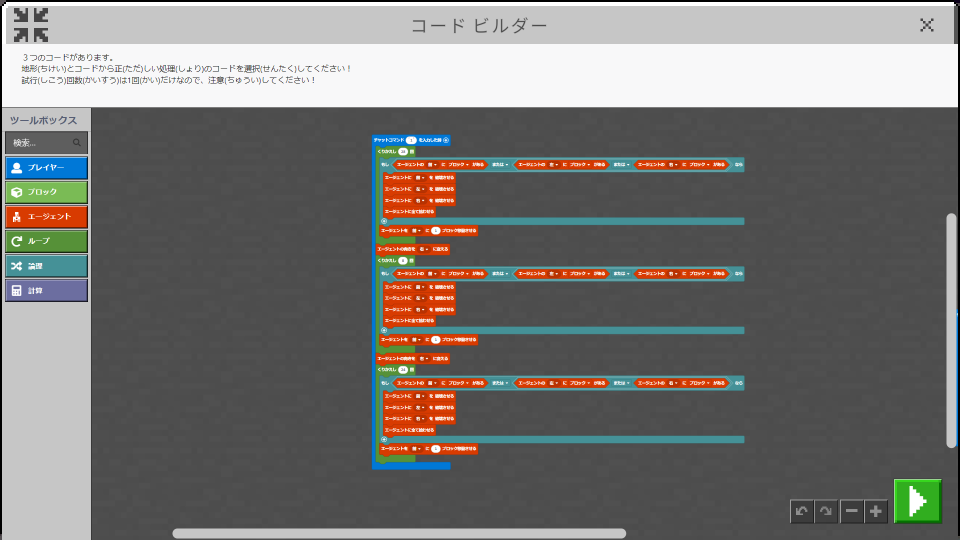 コード ビルダー
３つのコードがあります。
地形(ちけい)とコードから正(ただ)しい処理(しょり)のコードを選択(せんたく)してください！
試行(しこう)回数(かいすう)は1回(かい)だけなので、注意(ちゅうい)してください！
ツールボックス
検索...
プレイヤー
ブロック
エージェント
ループ
論理
計算
チャットコマンド を入力した時
くりかえし 回
もし エージェントの 前 に ブロック がある または エージェントの 左 に ブロック がある または エージェントの 右 に ブロック がある なら
エージェントに 前 を 破壊させる
エージェントに 左 を 破壊させる
エージェントに 右 を 破壊させる
エージェントに全て拾わせる
エージェントを 前 に 1 ブロック移動させる
エージェントの向きを に変える
くりかえし 回
もし エージェントの 前 に ブロック がある または エージェントの 左 に ブロック がある または エージェントの 右 に ブロック がある なら
エージェントに 前 を 破壊させる
エージェントに 左 を 破壊させる
エージェントに 右 を 破壊させる
エージェントに全て拾わせる
エージェントを 前 に 1 ブロック移動させる
エージェントの向きを に変える
くりかえし 回
もし エージェントの 前 に ブロック がある または エージェントの 左 に ブロック がある または エージェントの 右 に ブロック がある なら
エージェントに 前 を 破壊させる
エージェントに 左 を 破壊させる
エージェントに 右 を 破壊させる
エージェントに全て拾わせる
エージェントを 前 に 1 ブロック移動させる